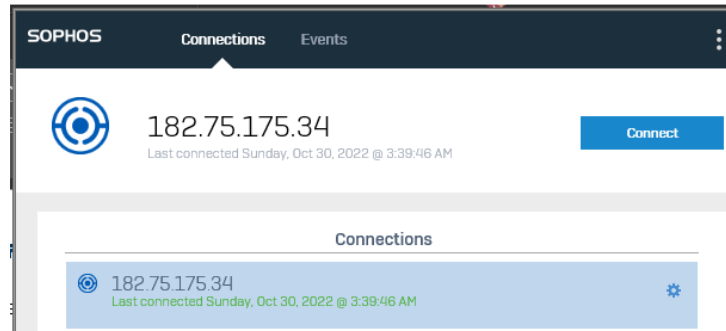 SOPHOS Connections Events
182.75.175.34
Last connected Sunday, Oct 30, 2022 @ 3:39:46 AM
Connect
Connections
182.75.175.34
Last connected Sunday, Oct 30, 2022 @ 3:39:46 AM